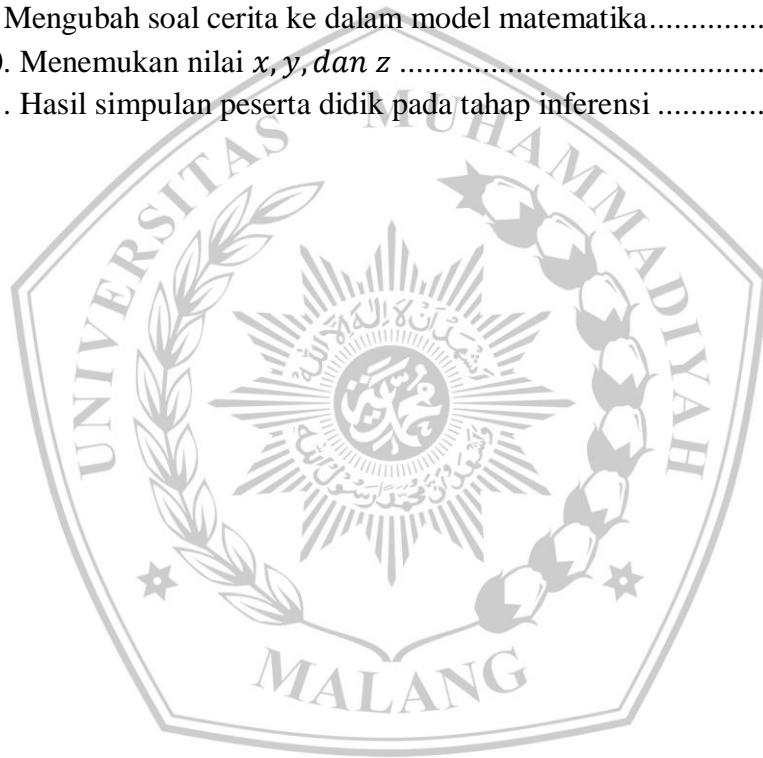 Mengubah soal cerita ke dalam model matematika..............
. Menemukan nilai x, y, dan z ......................................
. Hasil simpulan peserta didik pada tahap inferensi .............
UNIVERSITAS MUHAMMADIYAH
MALANG